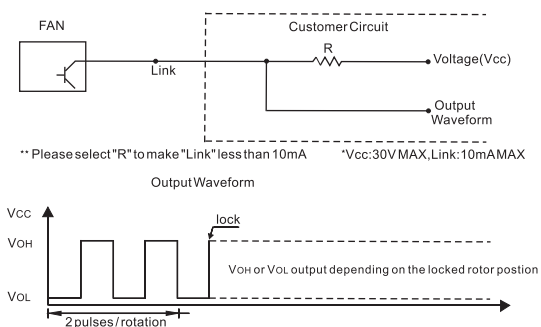 FAN
Customer Circuit
R
Link
Voltage(Vcc)
Output
Waveform
** Please select "R" to make "Link" less than 10mA
*Vcc:30V MAX, Link:10mA MAX
Output Waveform
VCC
lock
VOH
VOH or VOL output depending on the locked rotor postion
VOL
2 pulses / rotation